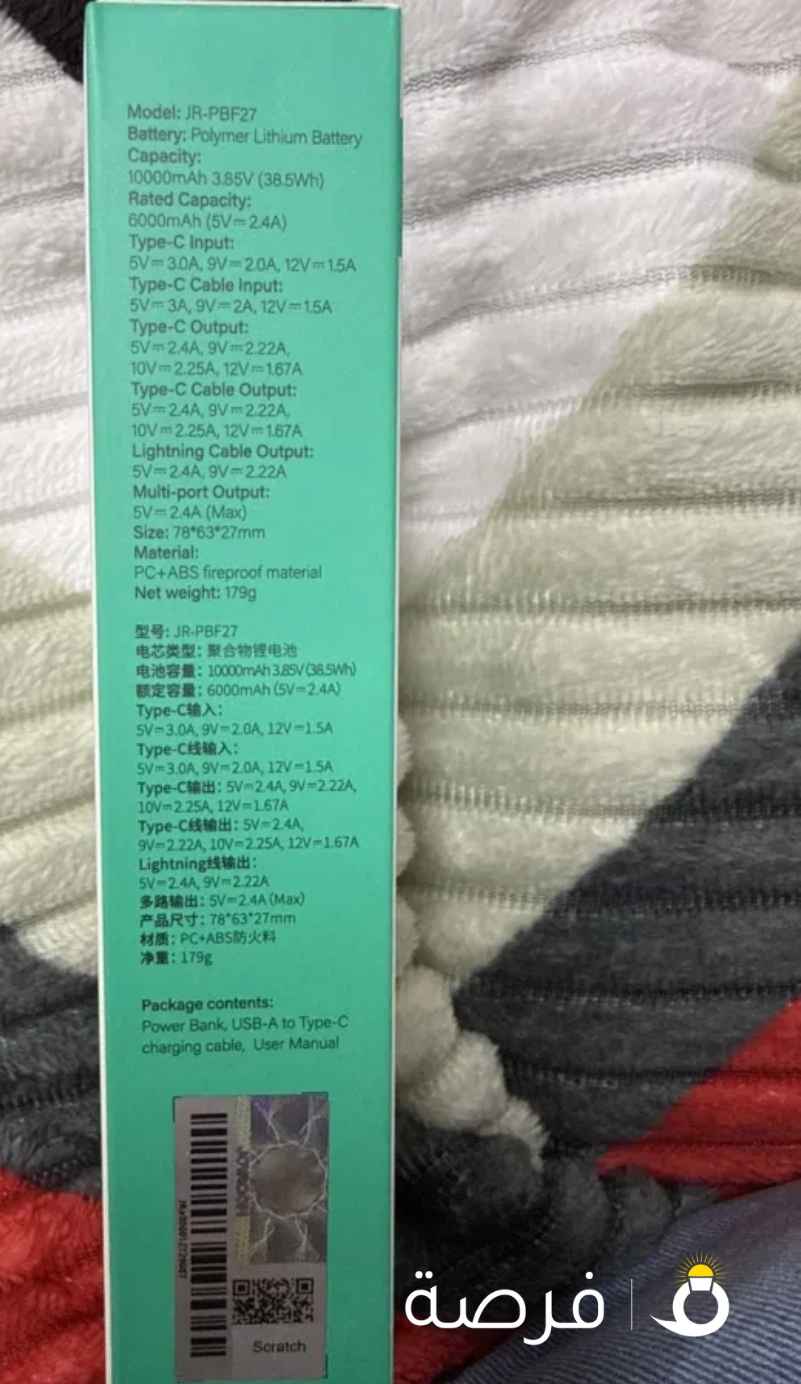 Model: JR-PBF27
Battery: Polymer Lithium Battery
Capacity:
10000mAh 3.85V (38.5Wh)
Rated Capacity:
6000mAh (5V⎓2.4A)
Type-C Input:
5V⎓3.0A, 9V⎓2.0A, 12V⎓1.5A
Type-C Cable Input:
5V⎓3A, 9V⎓2A, 12V⎓1.5A
Type-C Output:
5V⎓2.4A, 9V⎓2.22A,
10V⎓2.25A, 12V⎓1.67A
Type-C Cable Output:
5V⎓2.4A, 9V⎓2.22A,
10V⎓2.25A, 12V⎓1.67A
Lightning Cable Output:
5V⎓2.4A, 9V⎓2.22A
Multi-port Output:
5V⎓2.4A (Max)
Size: 78*63*27mm
Material:
PC+ABS fireproof material
Net weight: 179g
型号: JR-PBF27
电芯类型: 聚合物锂电池
电池容量: 10000mAh 3.85V (38.5Wh)
额定容量: 6000mAh (5V⎓2.4A)
Type-C输入:
5V⎓3.0A, 9V⎓2.0A, 12V⎓1.5A
Type-C线输入:
5V⎓3.0A, 9V⎓2.0A, 12V⎓1.5A
Type-C输出: 5V⎓2.4A, 9V⎓2.22A,
10V⎓2.25A, 12V⎓1.67A
Type-C线输出: 5V⎓2.4A,
9V⎓2.22A, 10V⎓2.25A, 12V⎓1.67A
Lightning线输出:
5V⎓2.4A, 9V⎓2.22A
多路输出: 5V⎓2.4A (Max)
产品尺寸: 78*63*27mm
材质: PC+ABS防火料
净重: 179g
Package contents:
Power Bank, USB-A to Type-C
charging cable, User Manual
Scratch
فرصة